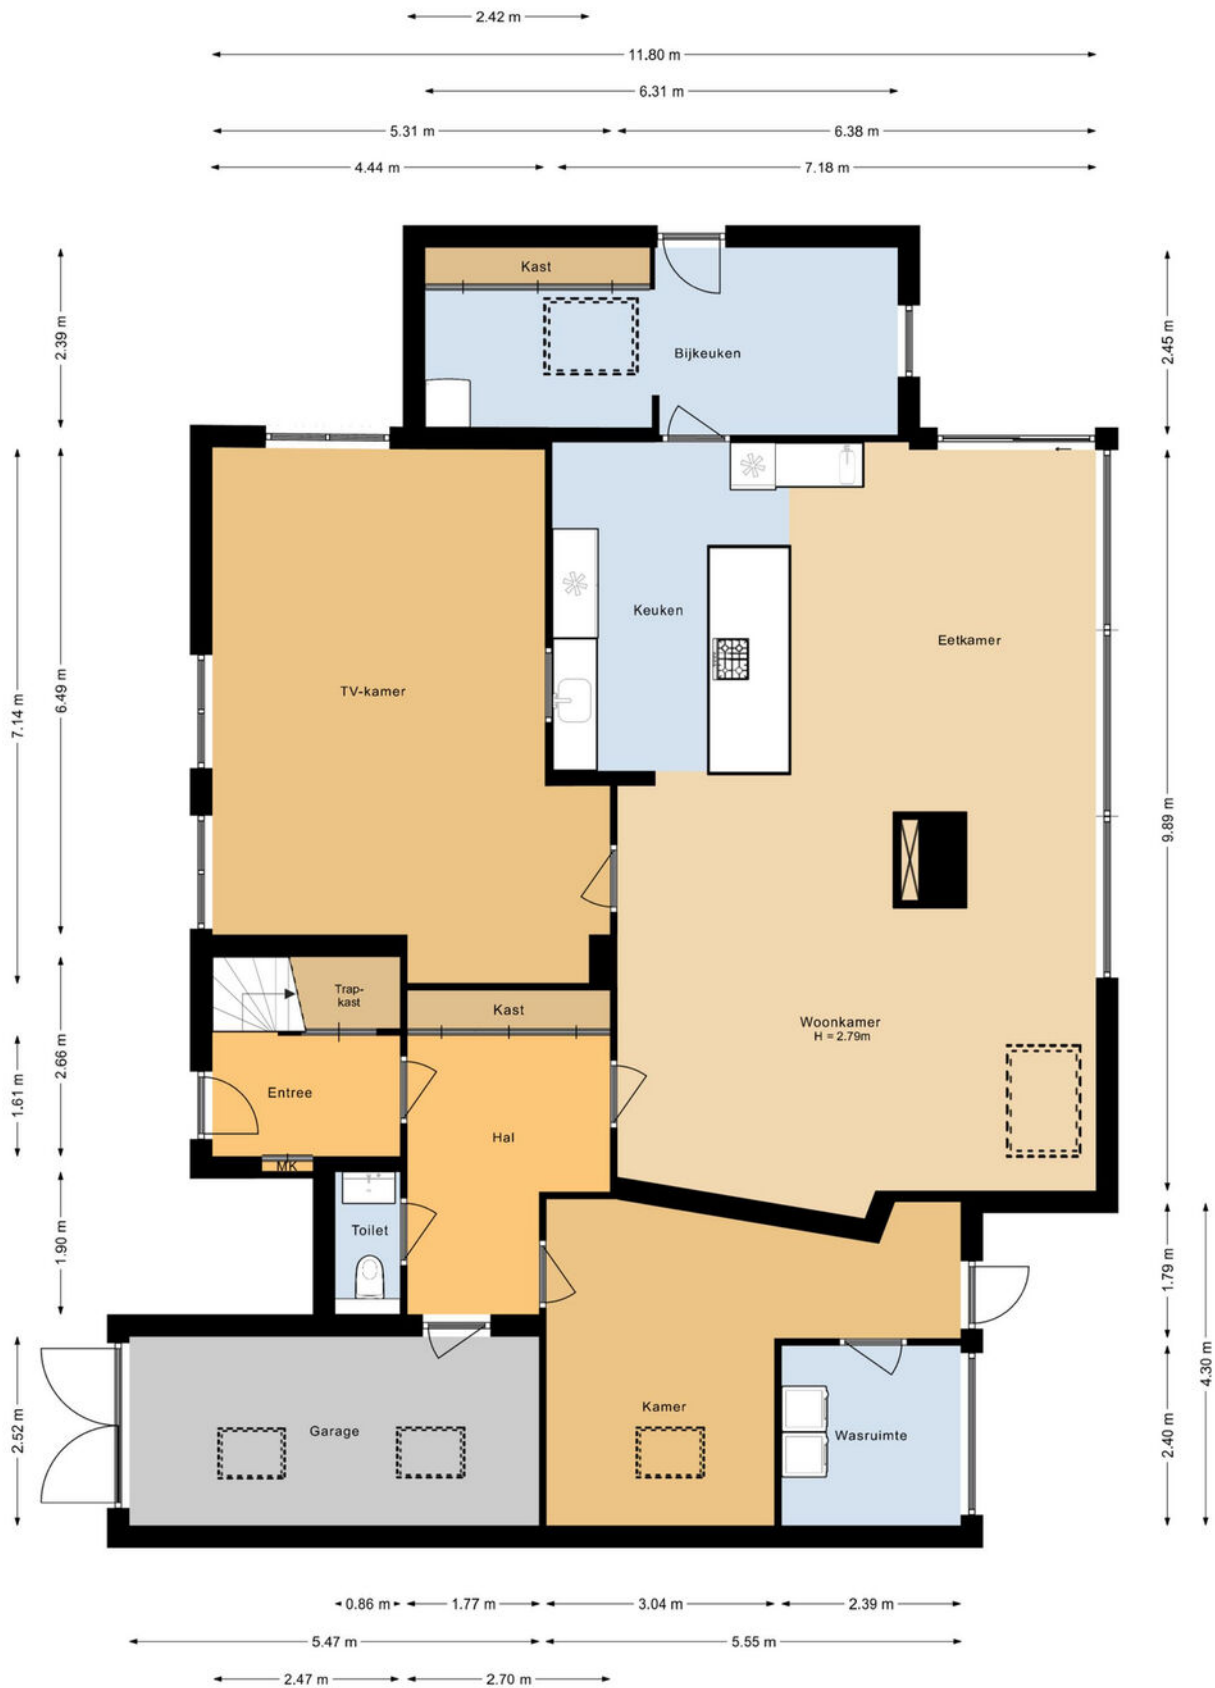 2.42 m
11.80 m
6.31 m
5.31 m
6.38 m
4.44 m
7.18 m
Kast
2.39 m
2.45 m
Bijkeuken
Keuken
Eetkamer
TV-kamer
7.14 m
6.49 m
9.89 m
Trap-
kast
Kast
Woonkamer
H = 2.79m
2.66 m
1.61 m
Entree
Hal
MK
Toilet
1.90 m
1.79 m
4.30 m
Kamer
Garage
Wasruimte
2.52 m
2.40 m
0.86 m
1.77 m
3.04 m
2.39 m
5.47 m
5.55 m
2.47 m
2.70 m